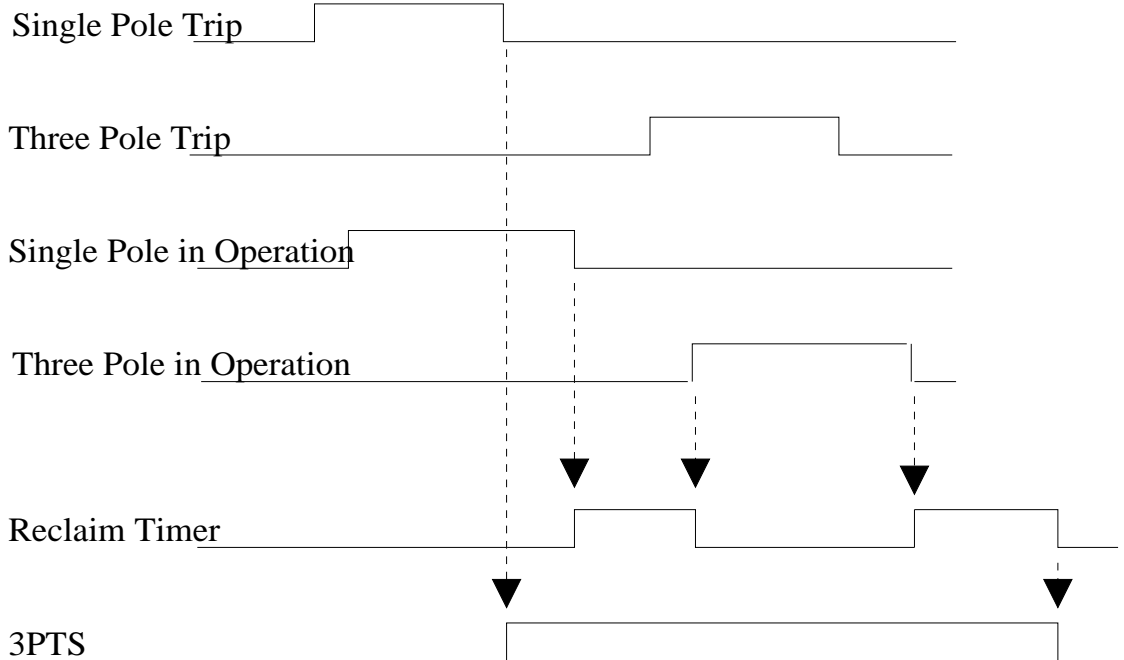 Single Pole Trip
Three Pole Trip
Single Pole in Operation
Three Pole in Operation
Reclaim Timer
3PTS